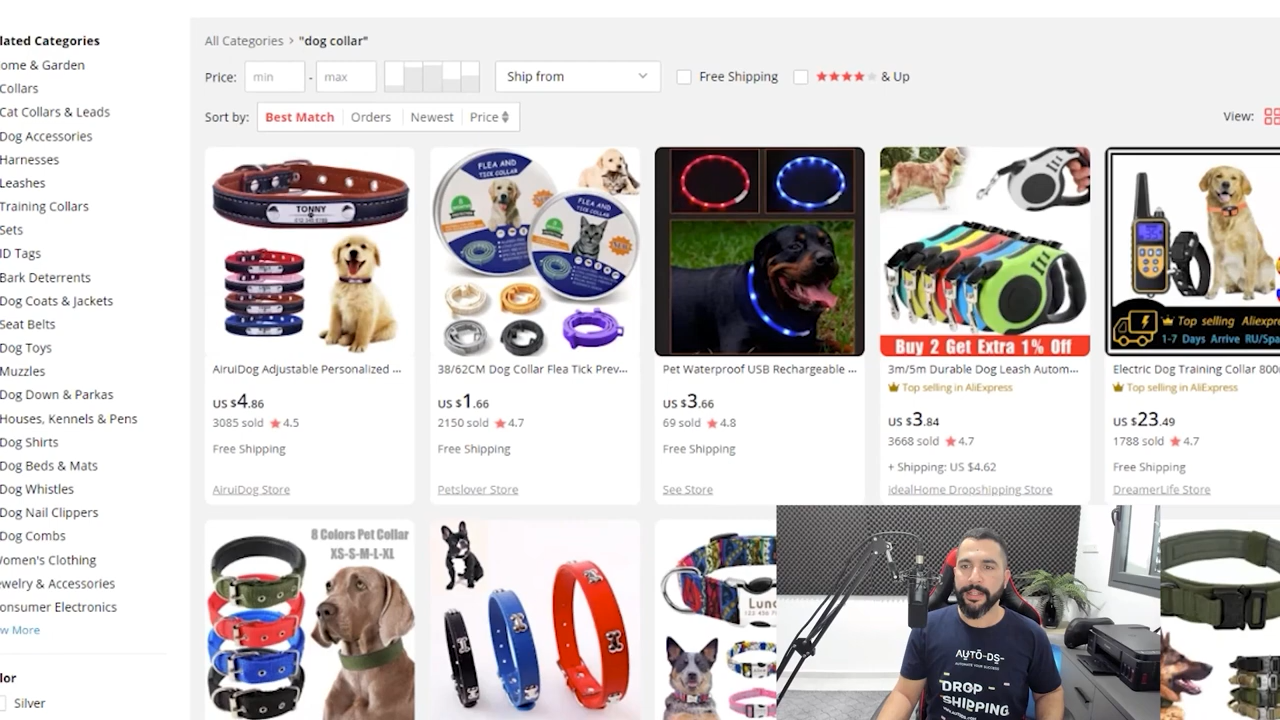 lated Categories
ome & Garden
Collars
Cat Collars & Leads
Dog Accessories
Harnesses
Leashes
Training Collars
Sets
ID Tags
Bark Deterrents
Dog Coats & Jackets
Seat Belts
Dog Toys
Muzzles
Dog Down & Parkas
Houses, Kennels & Pens
Dog Shirts
Dog Beds & Mats
Dog Whistles
Dog Nail Clippers
Dog Combs
omen's Clothing
ewelry & Accessories
onsumer Electronics
w More
lor
Silver
All Categories > "dog collar"
Price: min - max Ship from Free Shipping & Up
Sort by: Best Match Orders Newest Price
View:
TONNY
AiruiDog Adjustable Personalized ...
US $4.86
3085 sold 4.5
Free Shipping
AiruiDog Store
FLEA AND
TICK COLLAR
FLEA AND
TICK COLLAR
38/62CM Dog Collar Flea Tick Prev...
US $1.66
2150 sold 4.7
Free Shipping
Petslover Store
Pet Waterproof USB Rechargeable ...
US $3.66
69 sold 4.8
Free Shipping
See Store
Buy 2 Get Extra 1% Off
3m/5m Durable Dog Leash Autom...
Top selling in AliExpress
US $3.84
3668 sold 4.7
+ Shipping: US $4.62
idealHome Dropshipping Store
Top selling Aliexpre
1-7 Days Arrive RU/Spa
Electric Dog Training Collar 800
Top selling in AliExpress
US $23.49
1788 sold 4.7
Free Shipping
DreamerLife Store
8 Colors Pet Collar
XS-S-M-L-XL
Luna
AUTO-DS-
AUTOMATE YOUR SUCCESS
DROP
SHIPPING